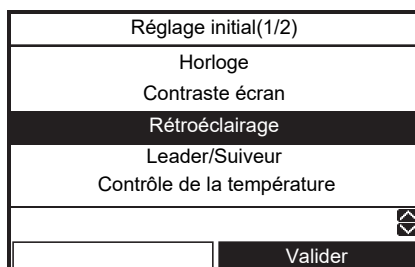 Réglage initial(1/2)
Horloge
Contraste écran
Rétroéclairage
Leader/Suiveur
Contrôle de la température
Valider